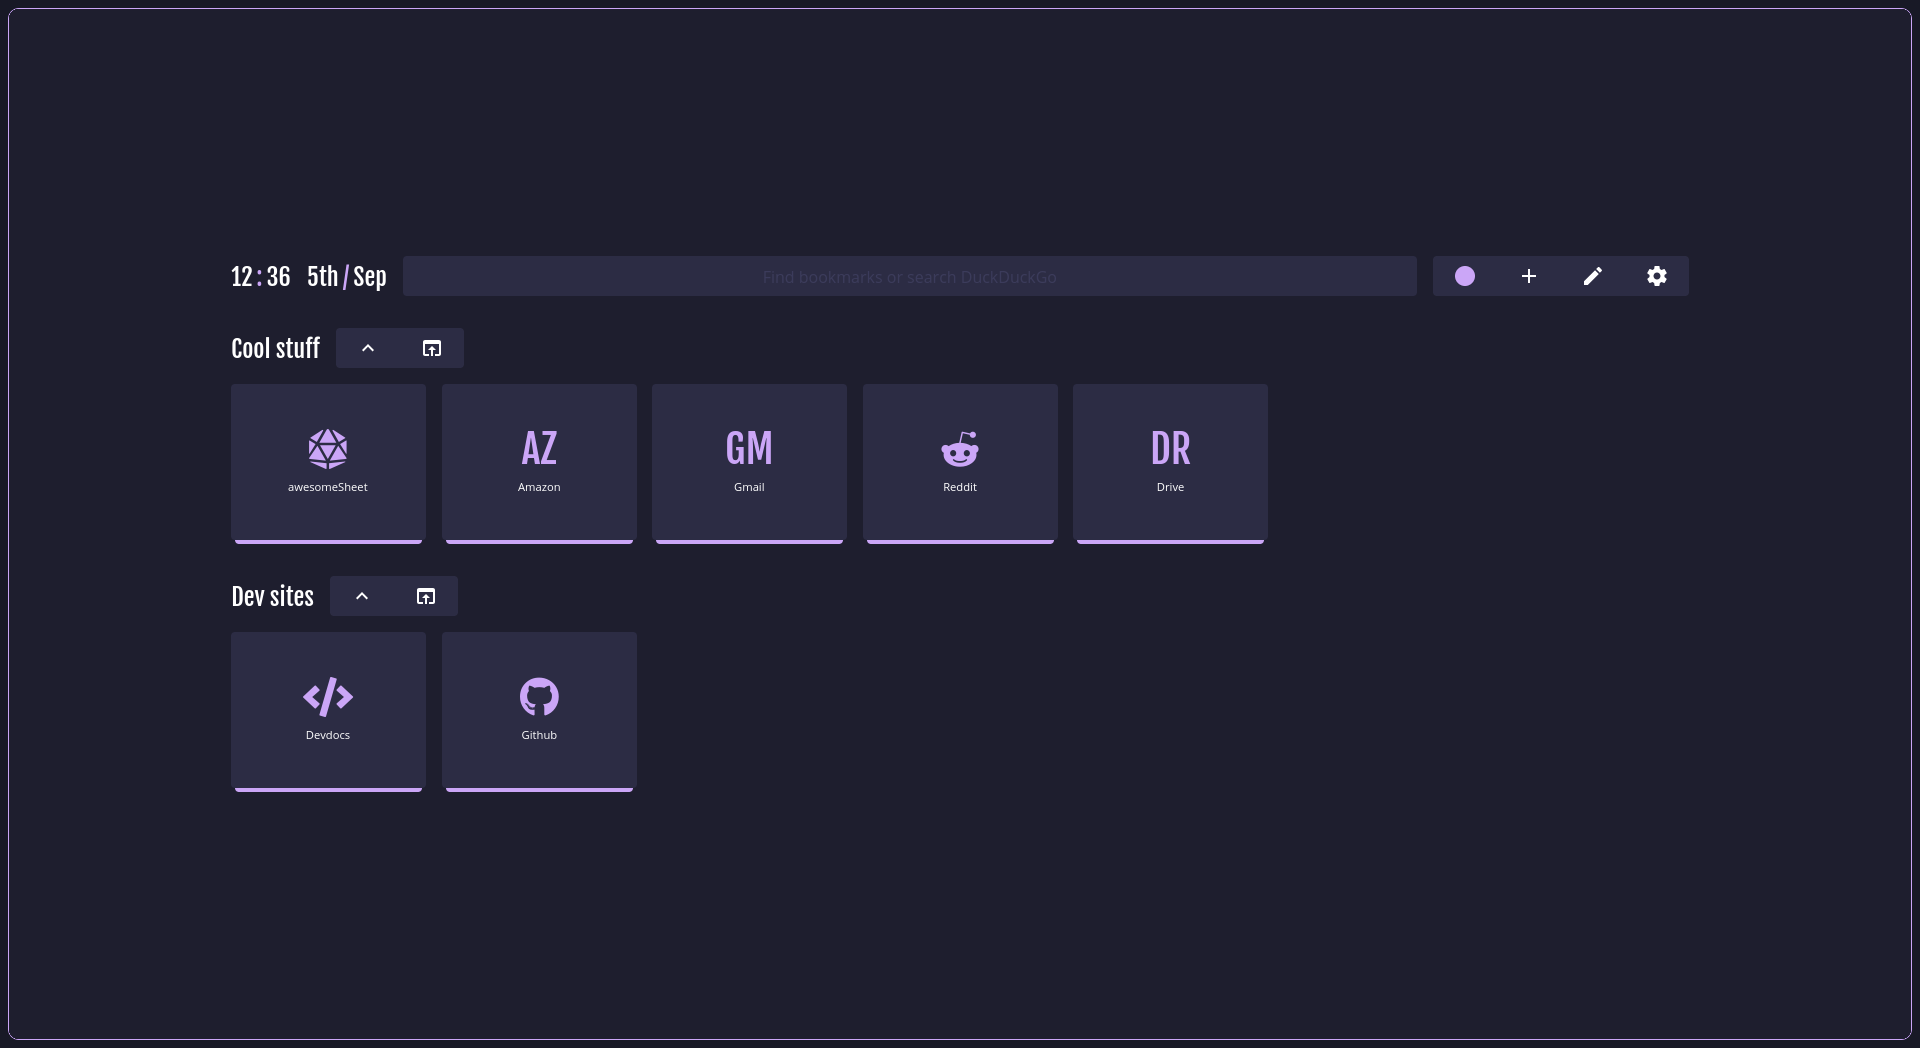 12:36 5th/Sep Find bookmarks or search DuckDuckGo
Cool stuff
AZ GM DR
awesomeSheet Amazon Gmail Reddit Drive
Dev sites
Devdocs Github